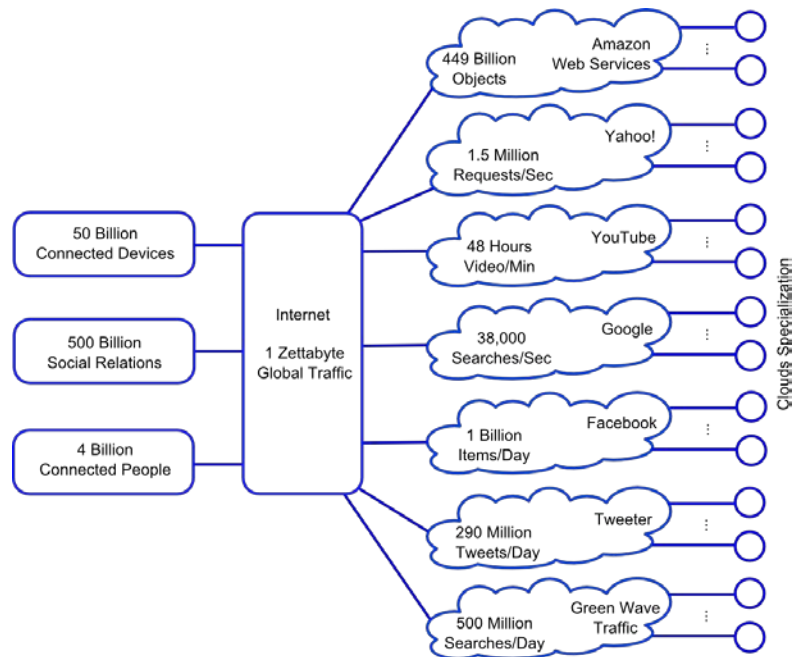 449 Billion
Objects
Amazon
Web Services
1.5 Million
Requests/Sec
Yahoo!
50 Billion
Connected Devices
48 Hours
Video/Min
YouTube
Internet
1 Zettabyte
Global Traffic
500 Billion
Social Relations
38,000
Searches/Sec
Google
4 Billion
Connected People
1 Billion
Items/Day
Facebook
290 Million
Tweets/Day
Tweeter
500 Million
Searches/Day
Green Wave
Traffic
Clouds Specialization